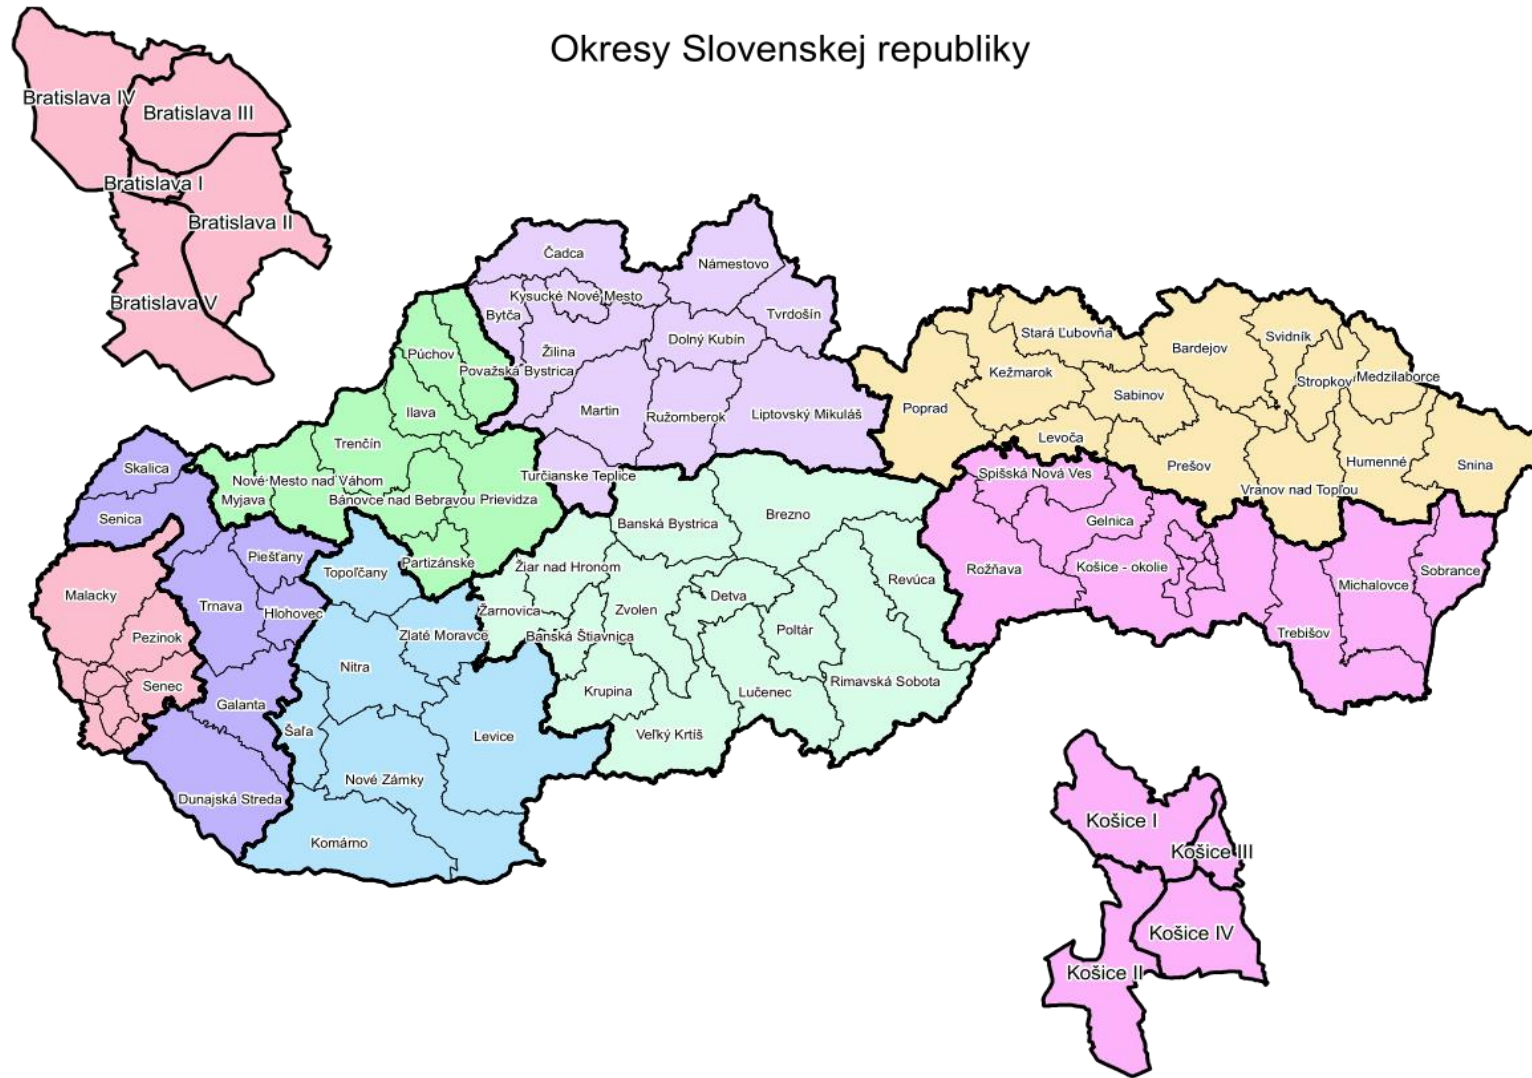 Okresy Slovenskej republiky
Bratislava IV
Bratislava III
Bratislava I
Bratislava II
Bratislava V
Čadca
Námestovo
Kysucké Nové Mesto
Bytča
Tvrdošín
Dolný Kubín
Žilina
Púchov
Považská Bystrica
Ilava
Martin
Ružomberok
Liptovský Mikuláš
Turčianske Teplice
Trenčín
Nové Mesto nad Váhom
Myjava
Bánovce nad Bebravou
Prievidza
Partizánske
Stará Ľubovňa
Svidník
Bardejov
Kežmarok
Stropkov
Medzilaborce
Sabinov
Poprad
Levoča
Prešov
Humenné
Snina
Vranov nad Topľou
Spišská Nová Ves
Gelnica
Rožňava
Košice - okolie
Michalovce
Sobrance
Trebišov
Skalica
Senica
Piešťany
Trnava
Hlohovec
Galanta
Dunajská Streda
Malacky
Pezinok
Senec
Topoľčany
Zlaté Moravce
Nitra
Šaľa
Levice
Nové Zámky
Komárno
Banská Bystrica
Brezno
Žiar nad Hronom
Revúca
Žarnovica
Zvolen
Detva
Banská Štiavnica
Poltár
Krupina
Lučenec
Rimavská Sobota
Veľký Krtíš
Košice I
Košice III
Košice IV
Košice II